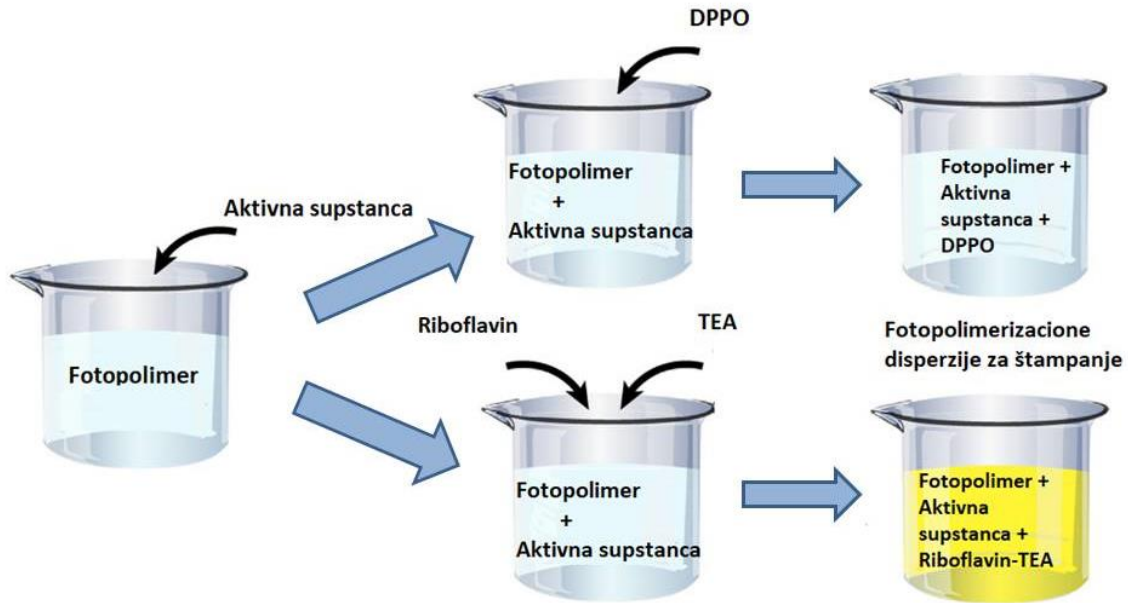 DPPO
Aktivna supstanca
Fotopolimer
Fotopolimer
+
Aktivna supstanca
Fotopolimer +
Aktivna
supstanca +
DPPO
Riboflavin
TEA
Fotopolimer
+
Aktivna supstanca
Fotopolimerizacione
disperzije za štampanje
Fotopolimer +
Aktivna
supstanca +
Riboflavin-TEA